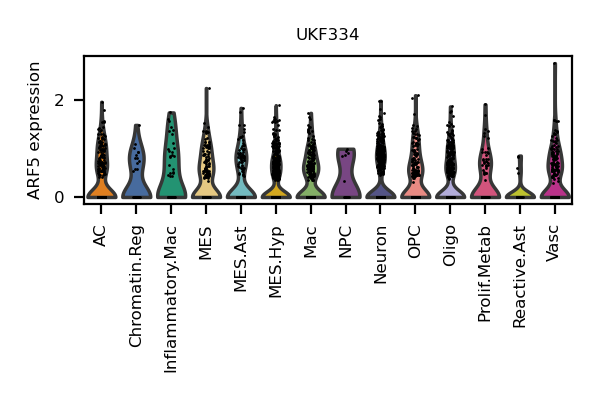 UKF334
ARF5 expression
2
0
AC
Chromatin.Reg
Inflammatory.Mac
MES
MES.Ast
MES.Hyp
Mac
NPC
Neuron
OPC
Oligo
Prolif.Metab
Reactive.Ast
Vasc